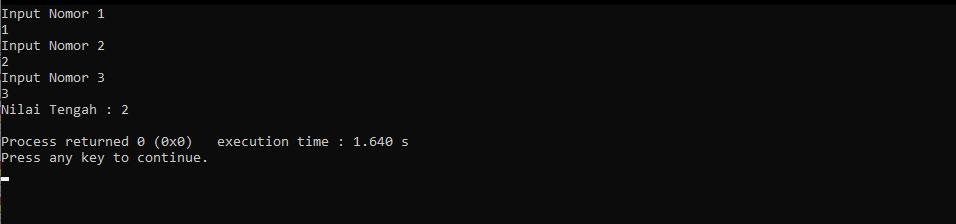 Input Nomor 1
1
Input Nomor 2
2
Input Nomor 3
3
Nilai Tengah : 2
Process returned 0 (0x0)   execution time : 1.640 s
Press any key to continue.